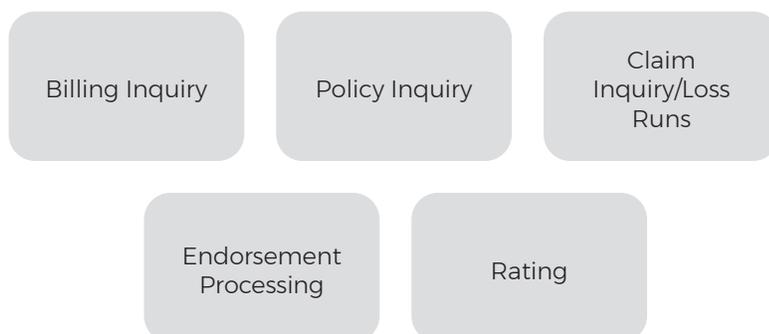 Billing Inquiry
Policy Inquiry
Claim
Inquiry/Loss
Runs
Endorsement
Processing
Rating